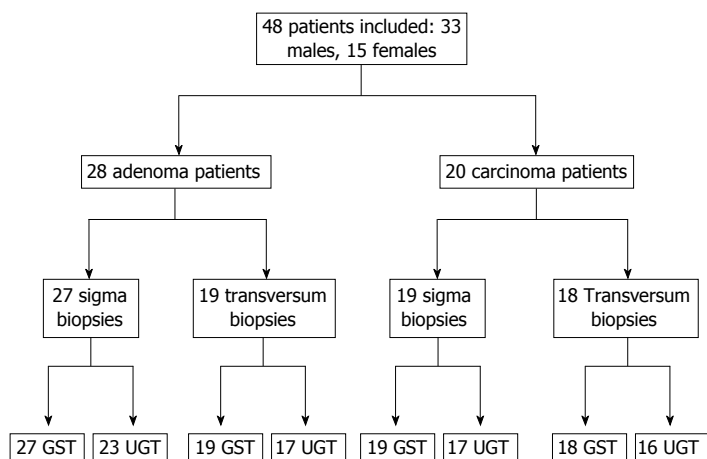 48 patients included: 33
males, 15 females
28 adenoma patients
20 carcinoma patients
27 sigma
biopsies
19 transversum
biopsies
19 sigma
biopsies
18 Transversum
biopsies
27 GST
23 UGT
19 GST
17 UGT
19 GST
17 UGT
18 GST
16 UGT